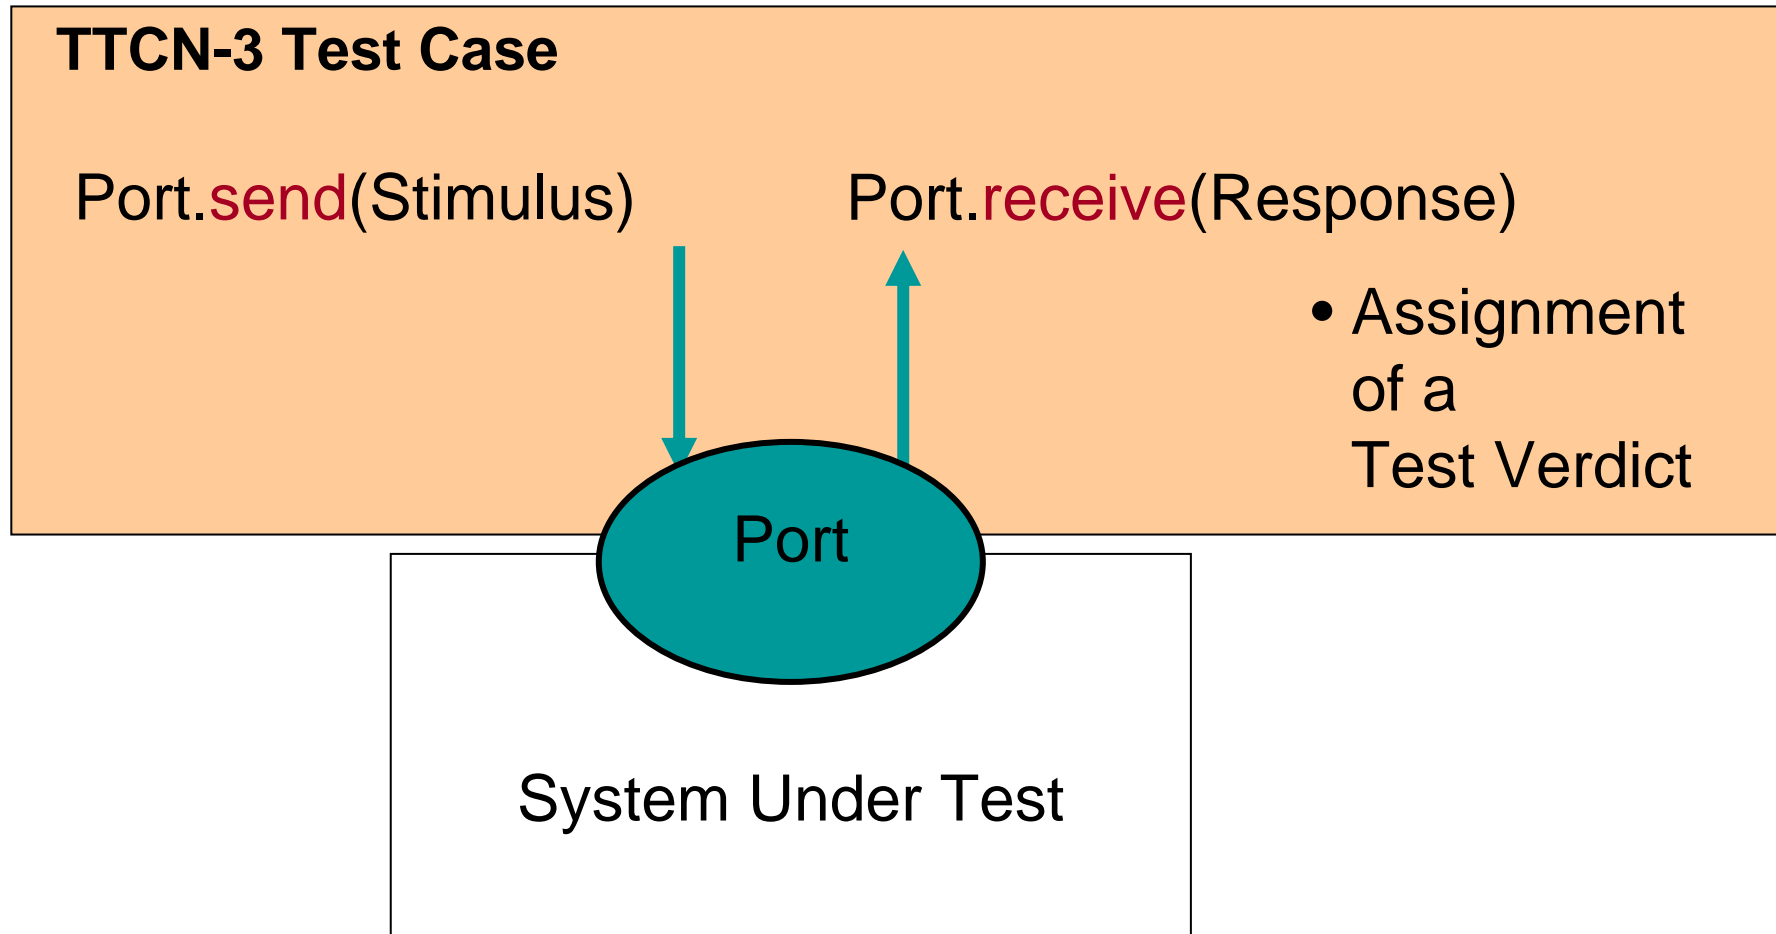 TTCN-3 Test Case
Port.send(Stimulus)
Port.receive(Response)
• Assignment
of a
Test Verdict
Port
System Under Test